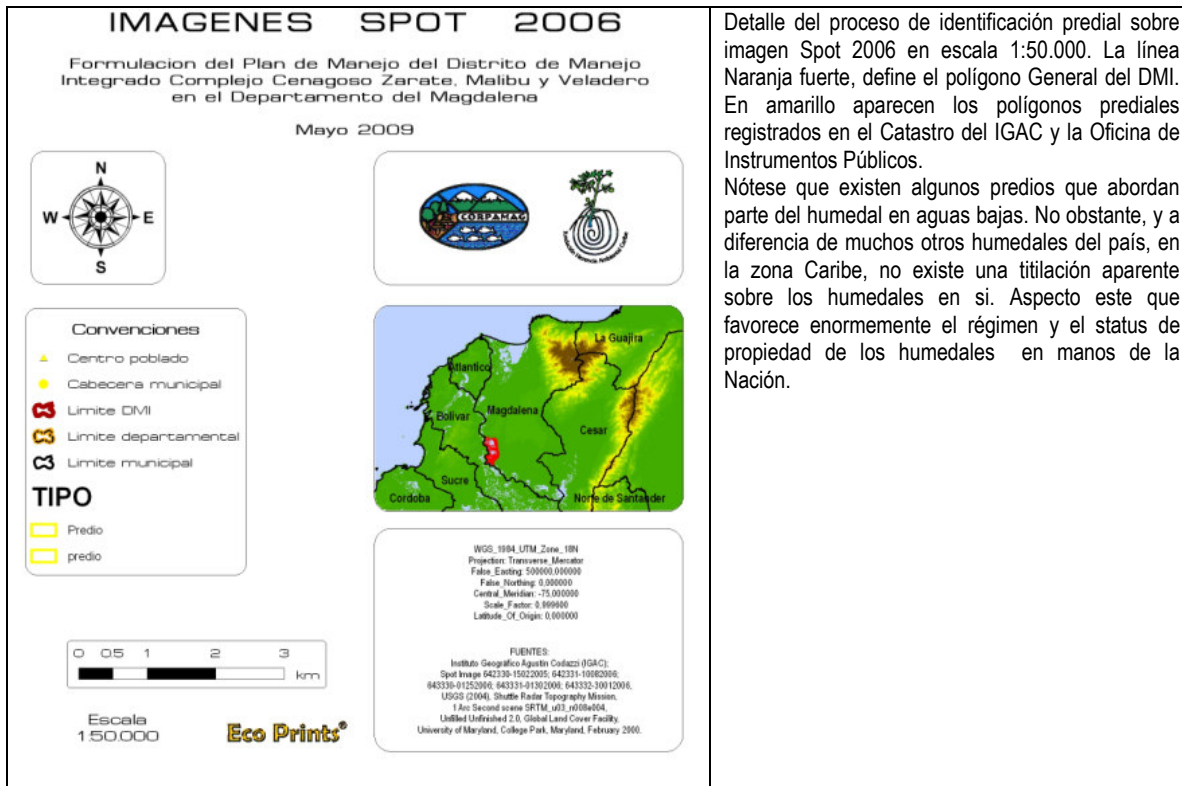 IMAGENES SPOT 2006
Formulacion del Plan de Manejo del Distrito de Manejo
Integrado Complejo Cenagoso Zarate, Malibu y Veladero
en el Departamento del Magdalena
Mayo 2009
N
W
E
S
CORPAMAG
Convenciones
Centro poblado
Cabecera municipal
Limite DMI
Limite departamental
Limite municipal
TIPO
Predio
predio
La Guajira
Atlantico
Bolivar
Magdalena
Cesar
Sucre
Cordoba
Norte de Santander
WGS_1984_UTM_Zone_18N
Projection: Transverse_Mercator
False_Easting: 500000,000000
False_Northing: 0,000000
Central_Meridian: -75,000000
Scale_Factor: 0,999600
Latitude_Of_Origin: 0,000000
FUENTES:
Instituto Geográfico Agustin Codazzi (IGAC);
Spot Image 642330-15022005; 642331-10082006;
643330-01252006; 643331-01302006; 643332-30012006,
USGS (2004), Shuttle Radar Topography Mission,
1 Arc Second scene SRTM_u03_n008e004,
Unfilled Unfinished 2.0, Global Land Cover Facility,
University of Maryland, College Park, Maryland, February 2000.
0 0.5 1 2 3
km
Escala
1:50.000
Eco Prints®
Detalle del proceso de identificación predial sobre
imagen Spot 2006 en escala 1:50.000. La línea
Naranja fuerte, define el polígono General del DMI.
En amarillo aparecen los polígonos prediales
registrados en el Catastro del IGAC y la Oficina de
Instrumentos Públicos.
Nótese que existen algunos predios que abordan
parte del humedal en aguas bajas. No obstante, y a
diferencia de muchos otros humedales del país, en
la zona Caribe, no existe una titilación aparente
sobre los humedales en si. Aspecto este que
favorece enormemente el régimen y el status de
propiedad de los humedales en manos de la
Nación.